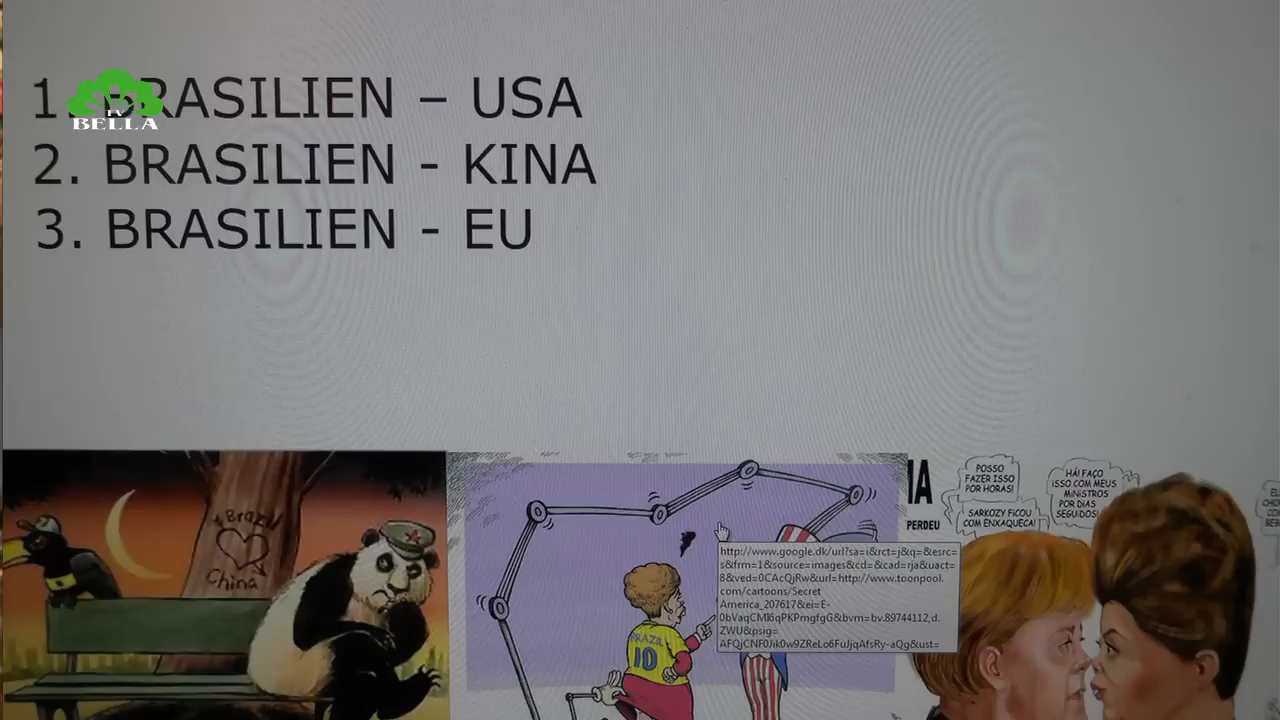 1. BRASILIEN – USA
TV
BELLA
2. BRASILIEN - KINA
3. BRASILIEN - EU
Brazil
China
BRAZIL
10
http://www.google.dk/url?sa=i&rct=j&q=&esrc=
s&frm=1&source=images&cd=&cad=rja&uact=
8&ved=0CAcQjRw&url=http://www.toonpool.
com/cartoons/Secret
America_207617&ei=E-
0bVaqCMI6qPKPmgfgG&bvm=bv.89744112,d.
ZWU&psig=
AFQjCNF0Jik0w9ZReLo6FuJjqAfsRy-aQg&ust=
IA
PERDEU
POSSO
FAZER ISSO
POR HORAS!
SARKOZY FICOU
COM ENXAQUECA!
HÁ! FAÇO
ISSO COM MEUS
MINISTROS
POR DIAS
SEGUIDOS!